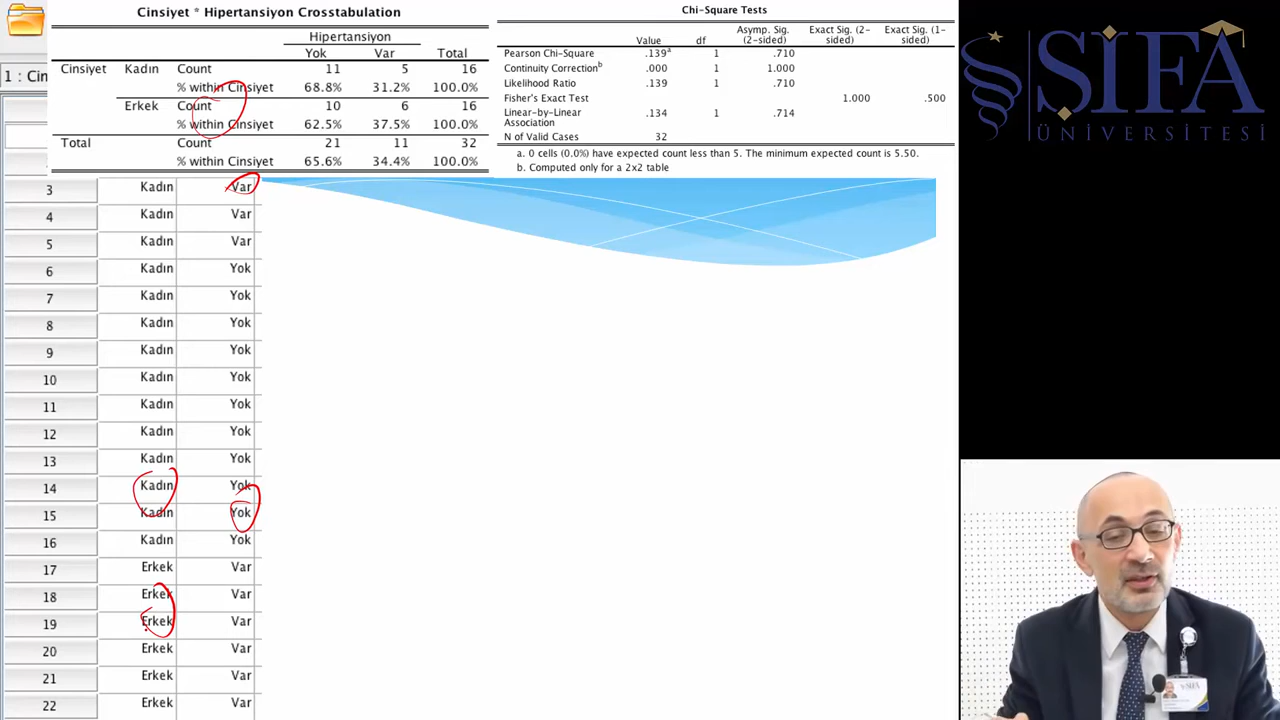 Cinsiyet * Hipertansiyon Crosstabulation
Hipertansiyon
Yok Var Total
Cinsiyet Kadın Count 11 5 16
% within Cinsiyet 68.8% 31.2% 100.0%
Erkek Count 10 6 16
% within Cinsiyet 62.5% 37.5% 100.0%
Total Count 21 11 32
% within Cinsiyet 65.6% 34.4% 100.0%
Chi-Square Tests
Value df Asymp. Sig. (2-sided) Exact Sig. (2-sided) Exact Sig. (1-sided)
Pearson Chi-Square .139a 1 .710
Continuity Correctionb .000 1 1.000
Likelihood Ratio .139 1 .710
Fisher's Exact Test 1.000 .500
Linear-by-Linear Association .134 1 .714
N of Valid Cases 32
a. 0 cells (0.0%) have expected count less than 5. The minimum expected count is 5.50.
b. Computed only for a 2x2 table
1 : Cin
3 Kadın Var
4 Kadın Var
5 Kadın Var
6 Kadın Yok
7 Kadın Yok
8 Kadın Yok
9 Kadın Yok
10 Kadın Yok
11 Kadın Yok
12 Kadın Yok
13 Kadın Yok
14 Kadın Yok
15 Kadın Yok
16 Kadın Yok
17 Erkek Var
18 Erkek Var
19 Erkek Var
20 Erkek Var
21 Erkek Var
22 Erkek Var
ŞİFA
ÜNİVERSİTESİ
ŞİFA